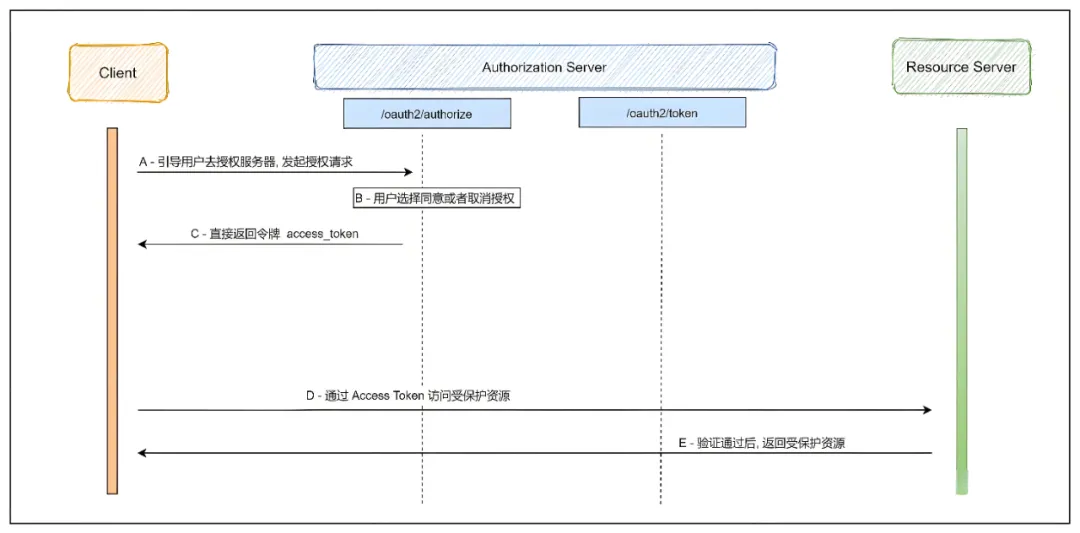 Client
Authorization Server
Resource Server
/oauth2/authorize
/oauth2/token
A - 引导用户去授权服务器, 发起授权请求
B - 用户选择同意或者取消授权
C - 直接返回令牌 access_token
D - 通过 Access Token 访问受保护资源
E - 验证通过后, 返回受保护资源